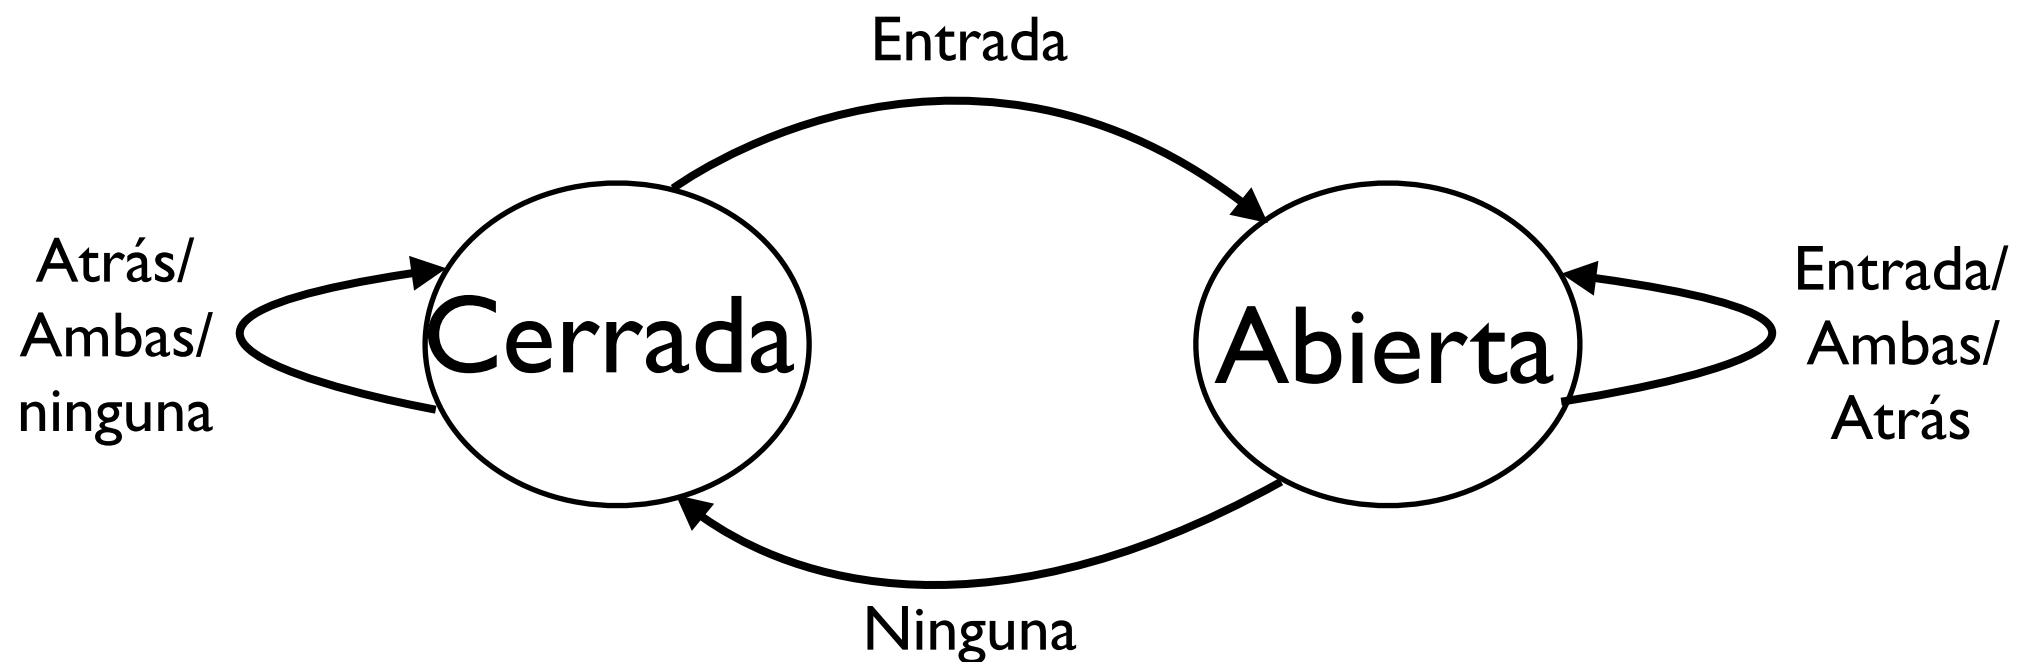 Entrada
Atrás/
Ambas/
ninguna
Cerrada
Abierta
Entrada/
Ambas/
Atrás
Ninguna